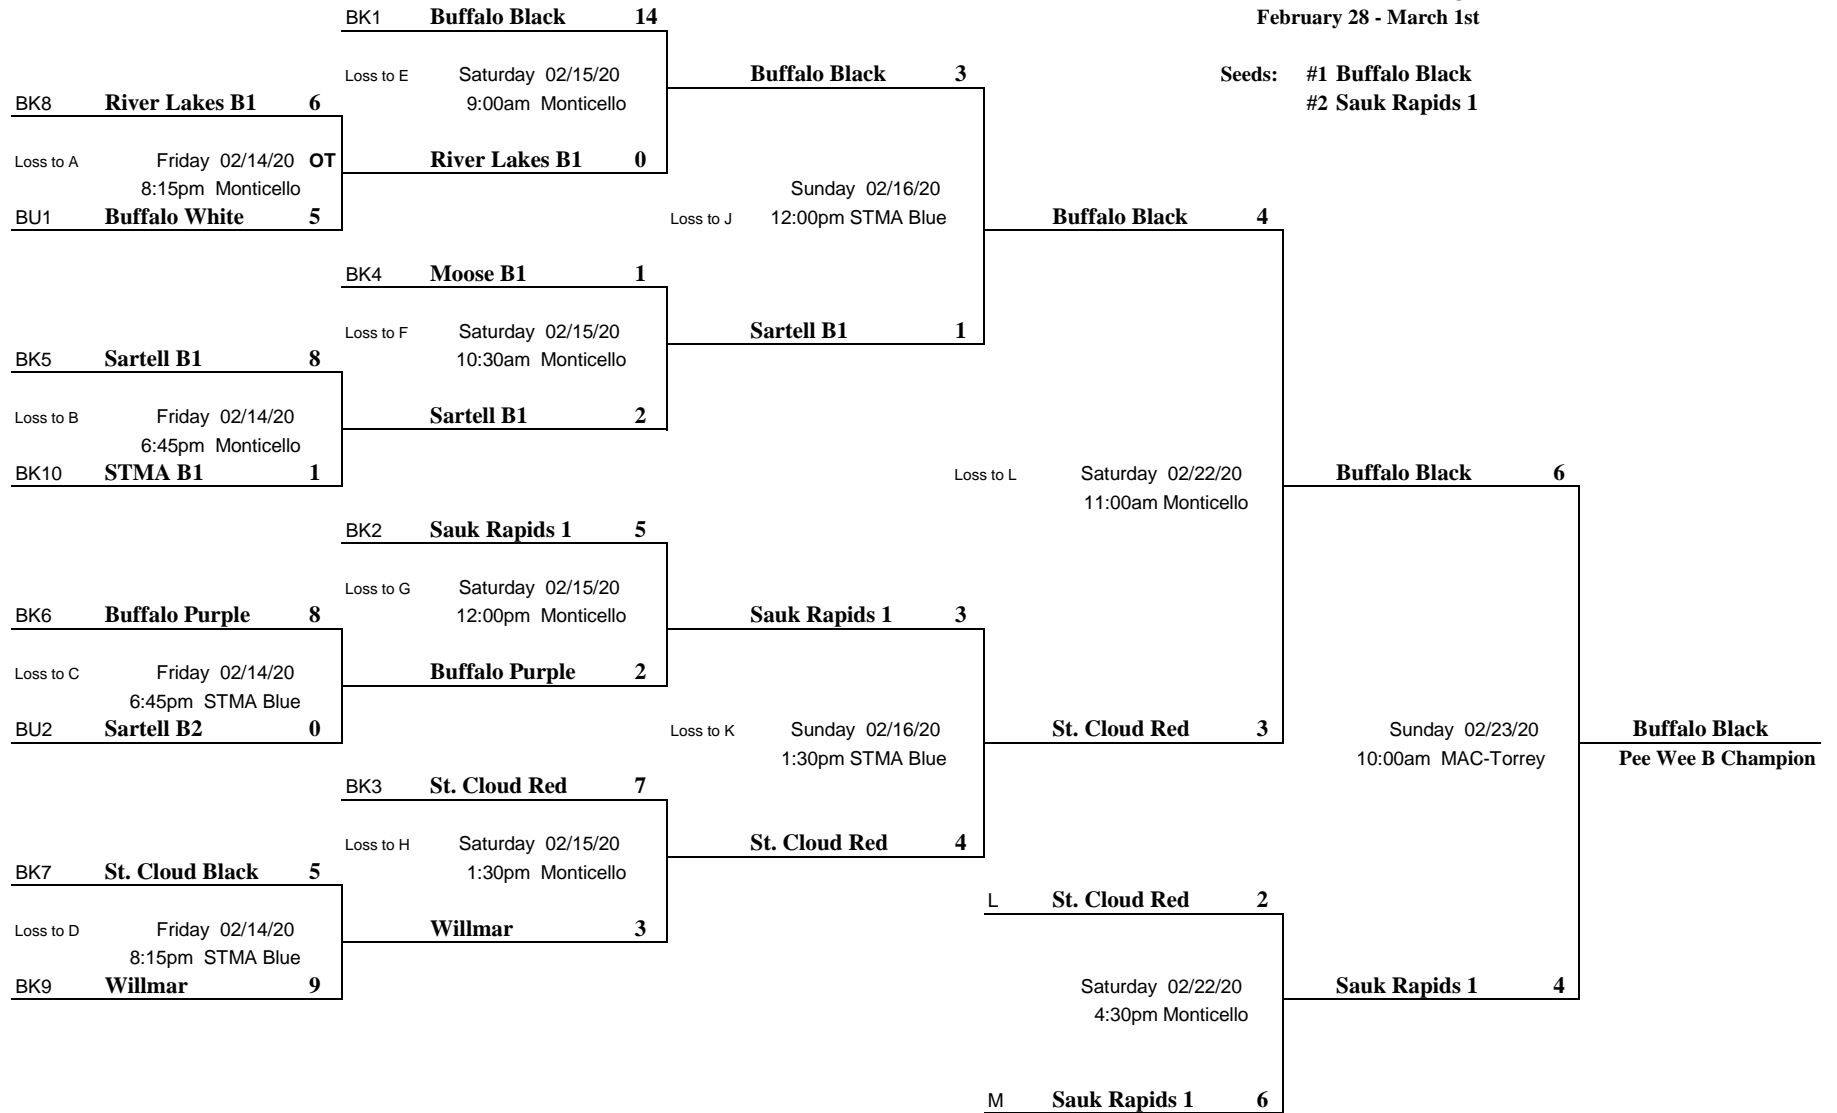 BK1 Buffalo Black 14
February 28 - March 1st
Loss to E Saturday 02/15/20
Buffalo Black 3
Seeds: #1 Buffalo Black
BK8 River Lakes B1 6
9:00am Monticello
#2 Sauk Rapids 1
Loss to A Friday 02/14/20 OT
River Lakes B1 0
8:15pm Monticello
Sunday 02/16/20
BU1 Buffalo White 5
Loss to J 12:00pm STMA Blue
Buffalo Black 4
BK4 Moose B1 1
Loss to F Saturday 02/15/20
Sartell B1 1
BK5 Sartell B1 8
10:30am Monticello
Loss to B Friday 02/14/20
Sartell B1 2
6:45pm Monticello
BK10 STMA B1 1
Loss to L Saturday 02/22/20
Buffalo Black 6
11:00am Monticello
BK2 Sauk Rapids 1 5
Loss to G Saturday 02/15/20
BK6 Buffalo Purple 8
12:00pm Monticello
Sauk Rapids 1 3
Loss to C Friday 02/14/20
Buffalo Purple 2
6:45pm STMA Blue
BU2 Sartell B2 0
Loss to K Sunday 02/16/20
St. Cloud Red 3
Sunday 02/23/20
Buffalo Black
1:30pm STMA Blue
10:00am MAC-Torrey
Pee Wee B Champion
BK3 St. Cloud Red 7
Loss to H Saturday 02/15/20
St. Cloud Red 4
BK7 St. Cloud Black 5
1:30pm Monticello
L St. Cloud Red 2
Loss to D Friday 02/14/20
Willmar 3
8:15pm STMA Blue
BK9 Willmar 9
Saturday 02/22/20
Sauk Rapids 1 4
4:30pm Monticello
M Sauk Rapids 1 6